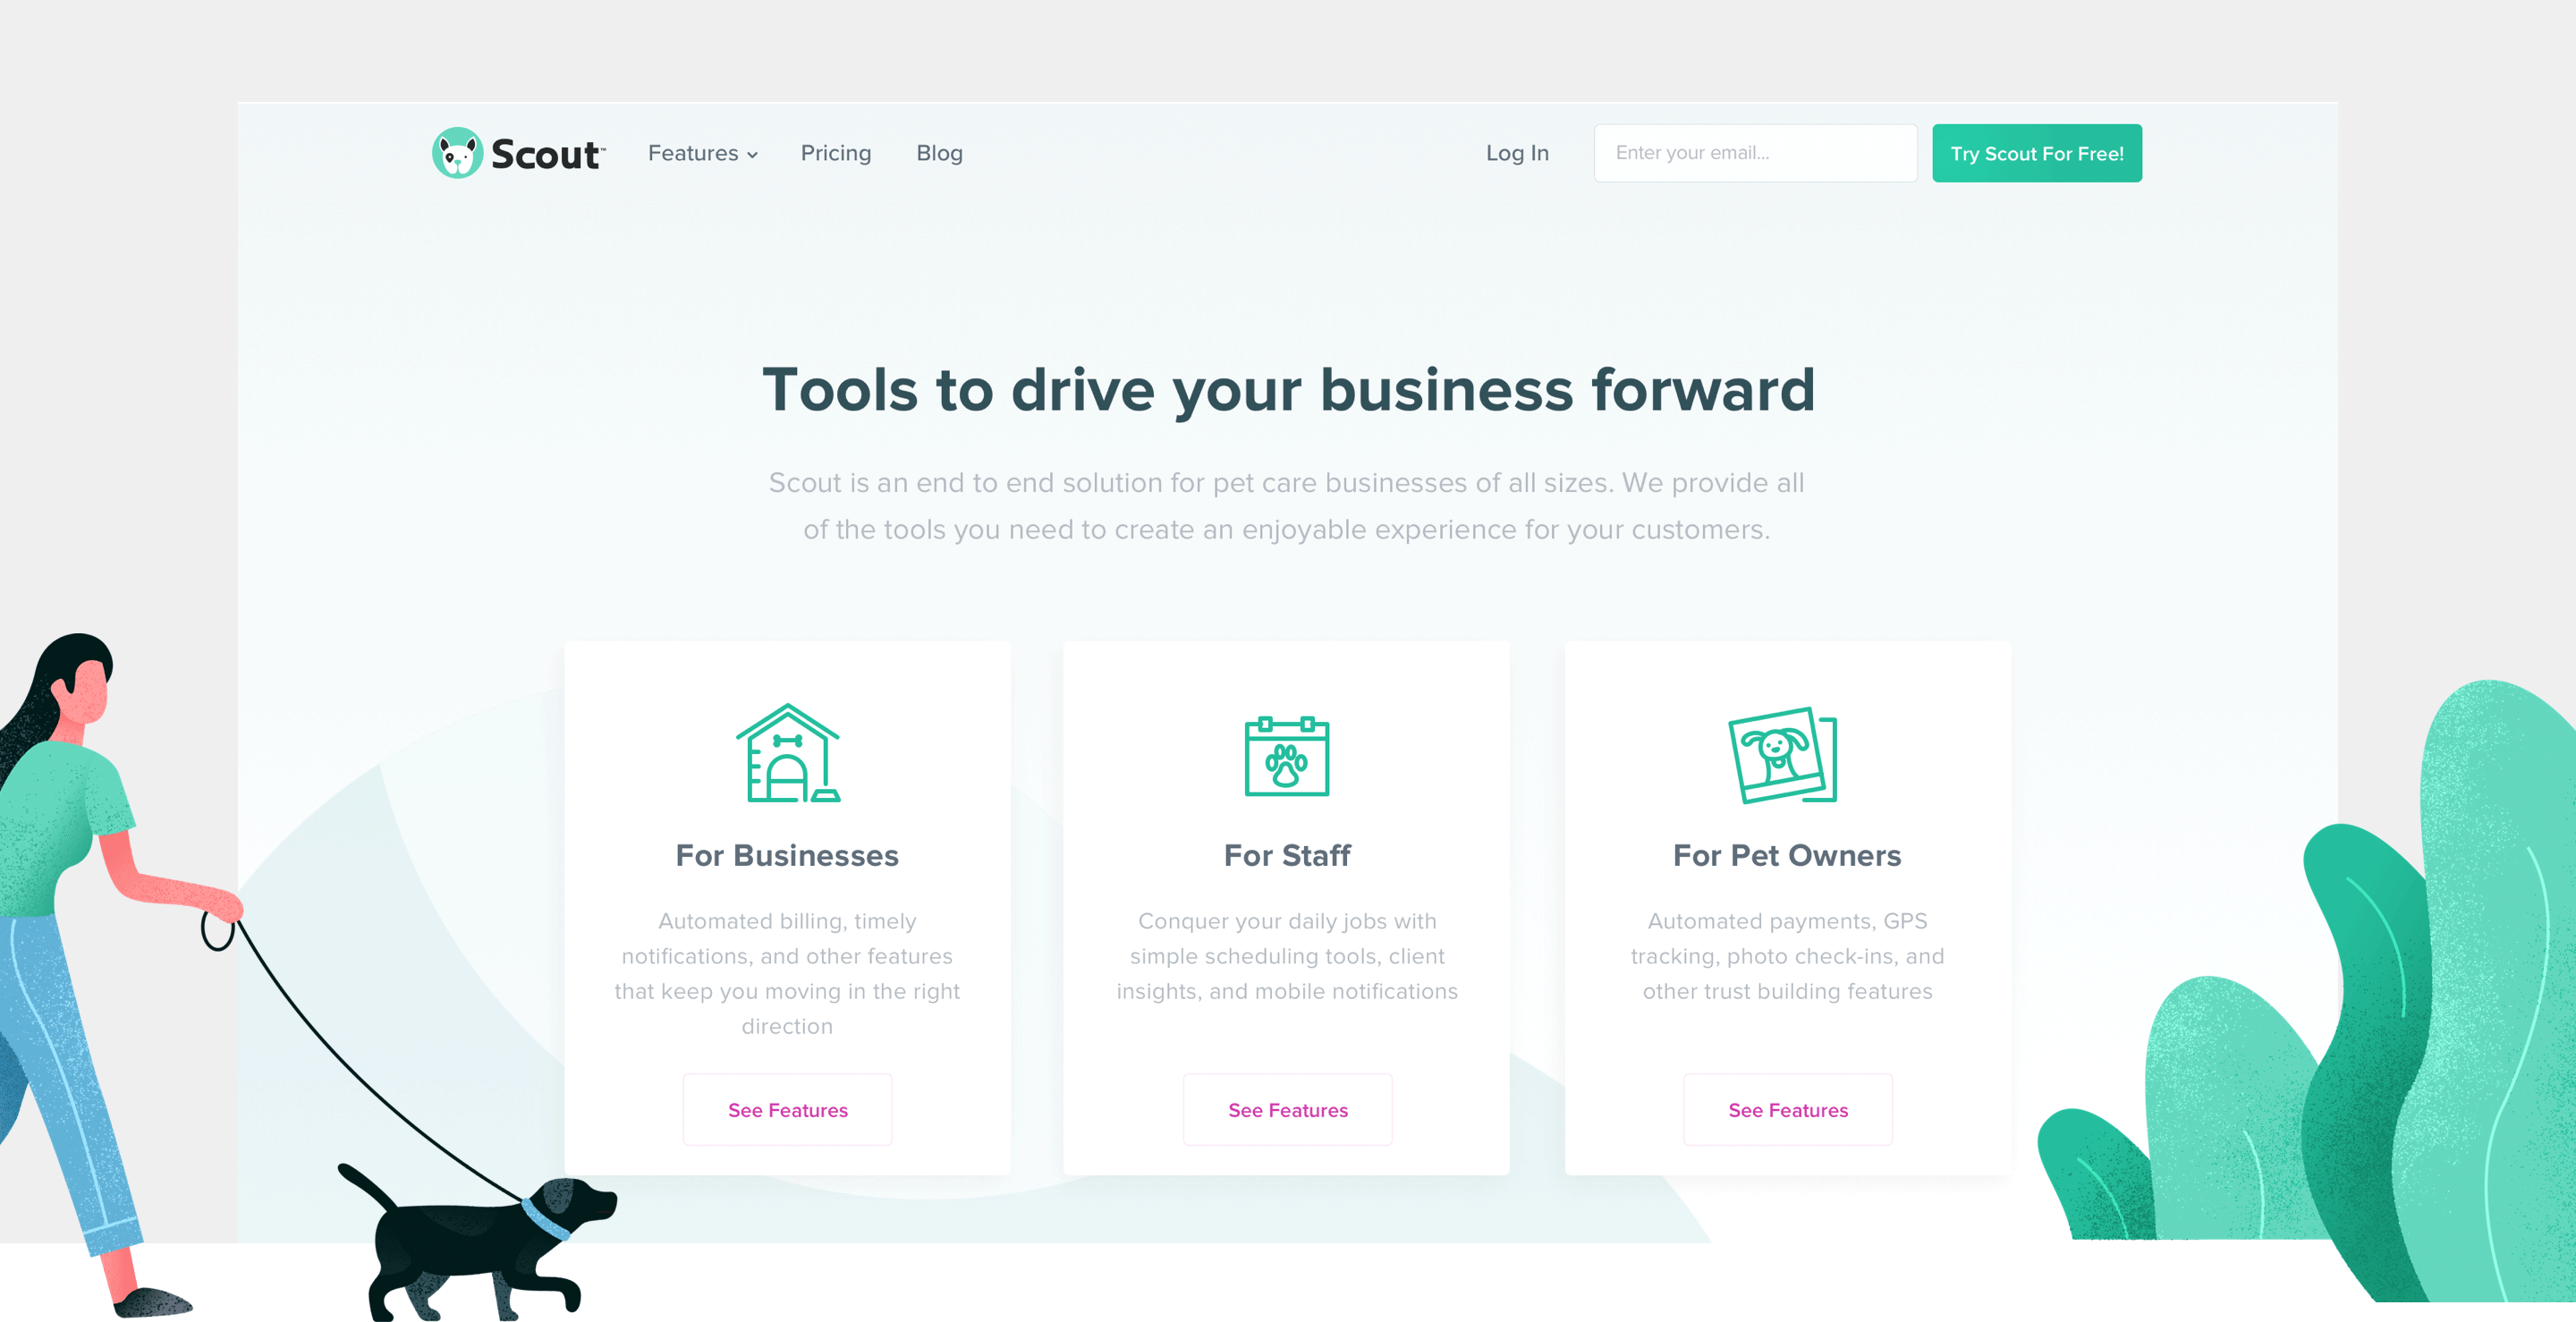 Scout™
Features
Pricing
Blog
Log In
Enter your email...
Try Scout For Free!
Tools to drive your business forward
Scout is an end to end solution for pet care businesses of all sizes. We provide all
of the tools you need to create an enjoyable experience for your customers.
For Businesses
Automated billing, timely
notifications, and other features
that keep you moving in the right
direction
See Features
For Staff
Conquer your daily jobs with
simple scheduling tools, client
insights, and mobile notifications
See Features
For Pet Owners
Automated payments, GPS
tracking, photo check-ins, and
other trust building features
See Features